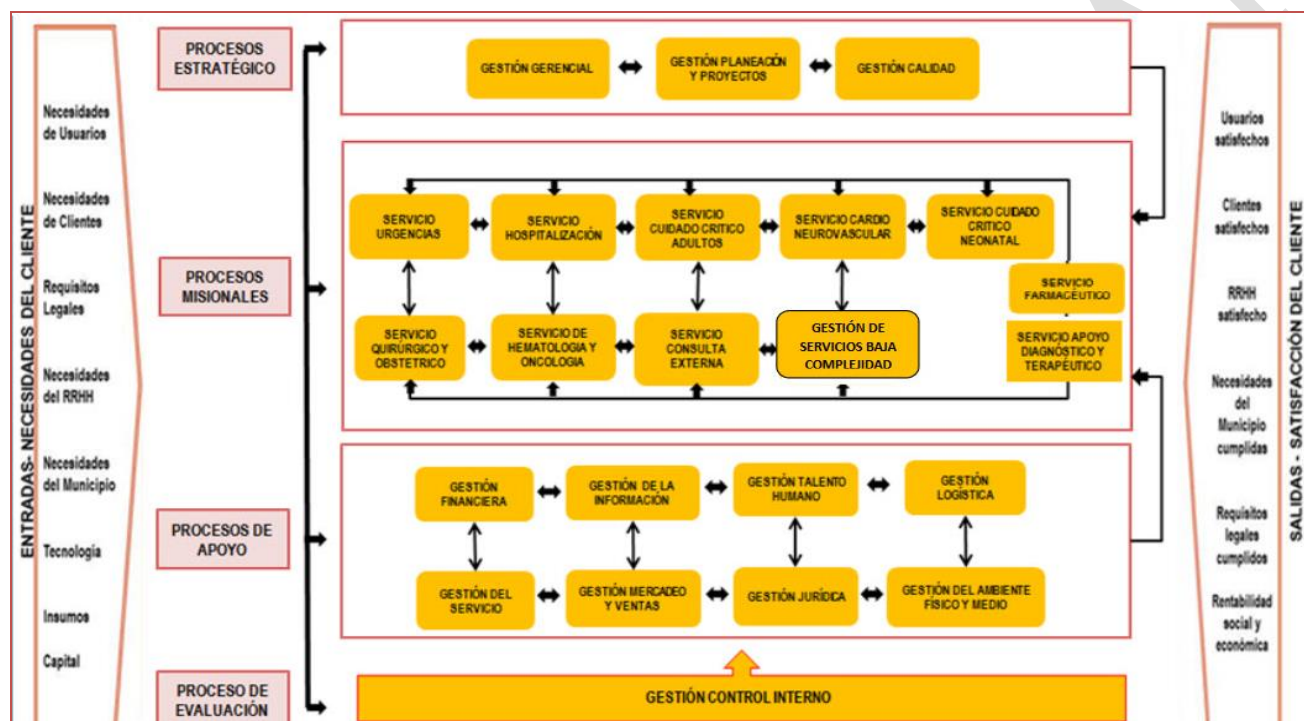 ENTRADAS- NECESIDADES DEL CLIENTE
Necesidades
de Usuarios
Necesidades
de Clientes
Requisitos
Legales
Necesidades
del RRHH
Necesidades
del Municipio
Tecnología
Insumos
Capital
PROCESOS
ESTRATÉGICO
GESTIÓN GERENCIAL
GESTIÓN PLANEACIÓN
Y PROYECTOS
GESTIÓN CALIDAD
PROCESOS
MISIONALES
SERVICIO
URGENCIAS
SERVICIO
HOSPITALIZACIÓN
SERVICIO
CUIDADO CRITICO
ADULTOS
SERVICIO CARDIO
NEUROVASCULAR
SERVICIO CUIDADO
CRITICO
NEONATAL
SERVICIO
FARMACÉUTICO
SERVICIO
QUIRÚRGICO Y
OBSTETRICO
SERVICIO DE
HEMATOLOGIA Y
ONCOLOGIA
SERVICIO
CONSULTA
EXTERNA
GESTIÓN DE
SERVICIOS BAJA
COMPLEJIDAD
SERVICIO APOYO
DIAGNÓSTICO Y
TERAPÉUTICO
PROCESOS DE
APOYO
GESTIÓN
FINANCIERA
GESTIÓN DE LA
INFORMACIÓN
GESTIÓN TALENTO
HUMANO
GESTIÓN
LOGÍSTICA
GESTIÓN DEL
SERVICIO
GESTIÓN MERCADEO
Y VENTAS
GESTIÓN JURÍDICA
GESTIÓN DEL AMBIENTE
FÍSICO Y MEDIO
PROCESO DE
EVALUACIÓN
GESTIÓN CONTROL INTERNO
Usuarios
satisfechos
Clientes
satisfechos
RRHH
satisfecho
Necesidades
del
Municipio
cumplidas
Requisitos
legales
cumplidos
Rentabilidad
social y
económica
SALIDAS - SATISFACCIÓN DEL CLIENTE